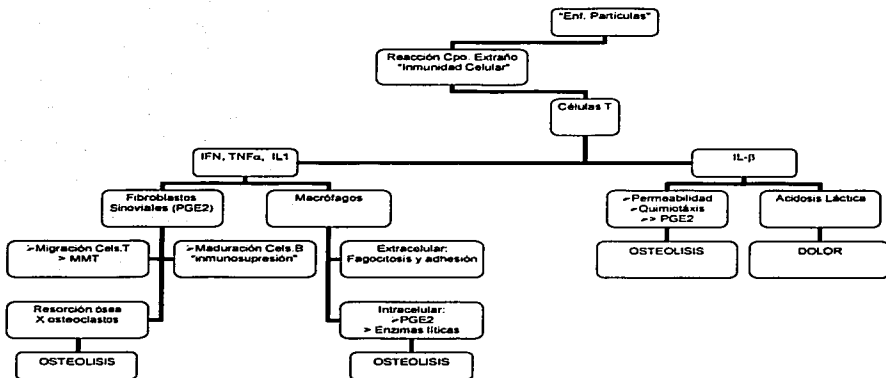 "Enf. Partículas"
Reacción Cpo. Extraño
"Inmunidad Celular"
Células T
IFN, TNFα, IL1
IL-β
Fibroblastos
Sinoviales (PGE2)
Macrófagos
➢Permeabilidad
➢Quimiotáxis
➢> PGE2
Acidosis Láctica
➢Migración Cels.T
> MMT
➢Maduración Cels.B
"inmunosupresión"
Extracelular:
Fagocitosis y adhesión
OSTEOLISIS
DOLOR
Resorción ósea
X osteoclastos
Intracelular:
➢PGE2
> Enzimas líticas
OSTEOLISIS
OSTEOLISIS